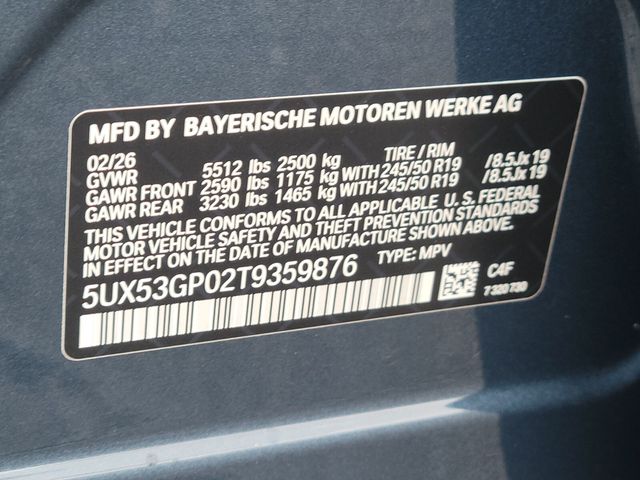 MFD BY BAYERISCHE MOTOREN WERKE AG
02/26 TIRE / RIM
GVWR 5512 lbs 2500 kg
GAWR FRONT 2590 lbs 1175 kg WITH 245/50 R19 /8.5Jx19
GAWR REAR 3230 lbs 1465 kg WITH 245/50 R19 /8.5Jx19
THIS VEHICLE CONFORMS TO ALL APPLICABLE U.S. FEDERAL
MOTOR VEHICLE SAFETY AND THEFT PREVENTION STANDARDS
IN EFFECT ON THE DATE OF MANUFACTURE SHOWN ABOVE.
5UX53GP02T9359876 TYPE: MPV
C4F
7320730